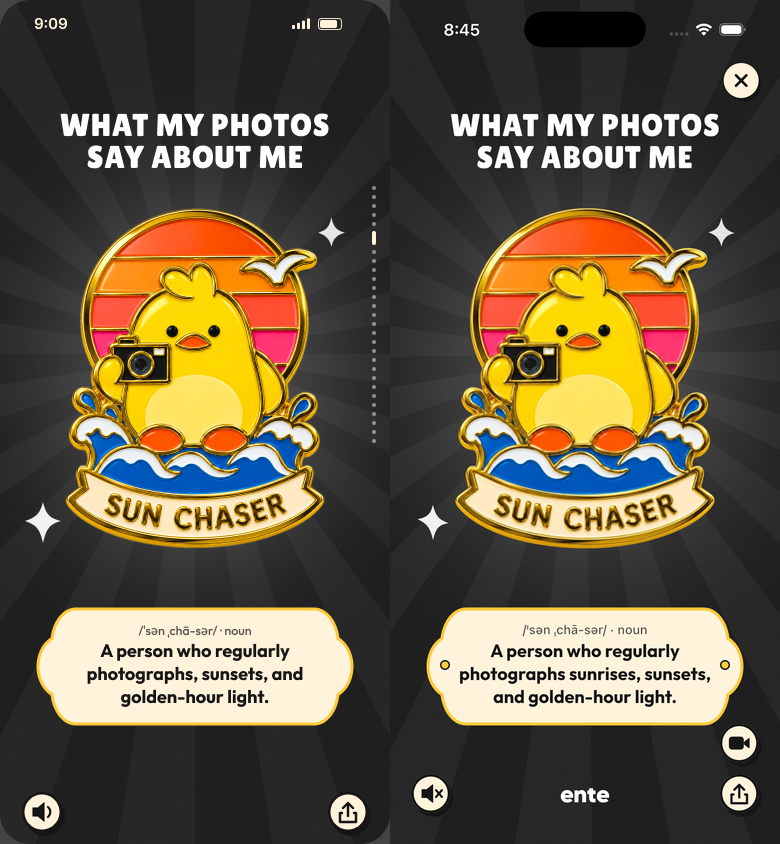 9:09
WHAT MY PHOTOS
SAY ABOUT ME
SUN CHASER
/ˈsən ˌchā-sər/ · noun
A person who regularly
photographs, sunsets, and
golden-hour light.
8:45
WHAT MY PHOTOS
SAY ABOUT ME
SUN CHASER
/ˈsən ˌchā-sər/ · noun
A person who regularly
photographs sunrises, sunsets,
and golden-hour light.
ente